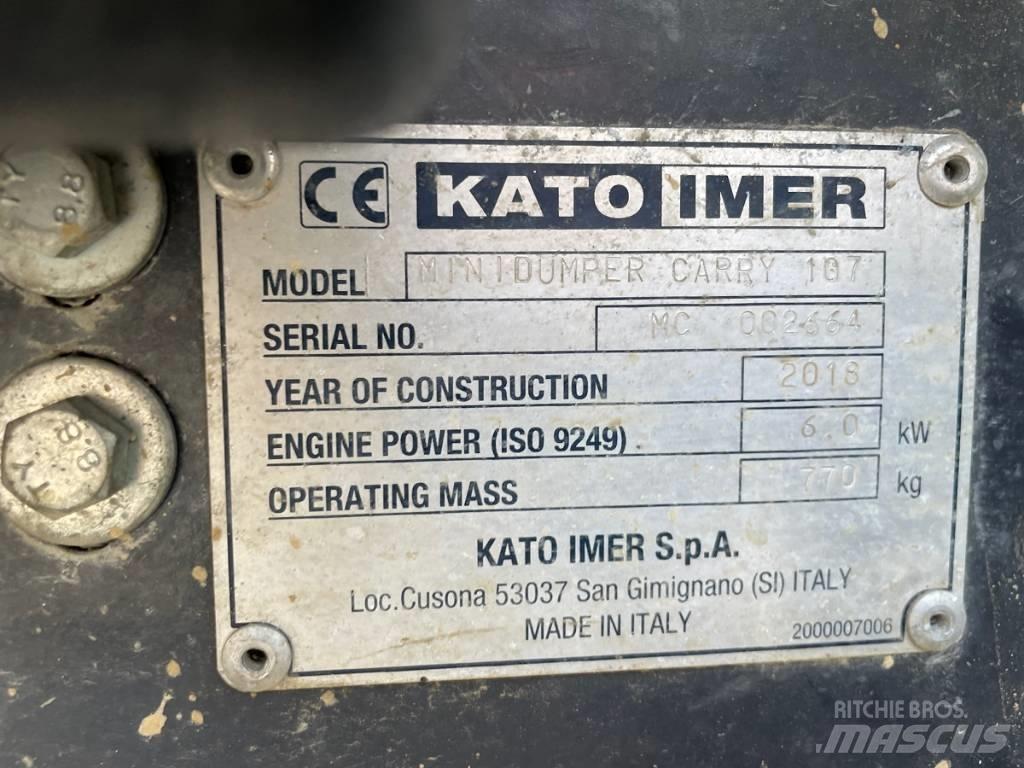 CE KATO IMER
MODEL MINIDUMPER CARRY 107
SERIAL NO. MC 002664
YEAR OF CONSTRUCTION 2018
ENGINE POWER (ISO 9249) 6.0 kW
OPERATING MASS 770 kg
KATO IMER S.p.A.
Loc.Cusona 53037 San Gimignano (SI) ITALY
MADE IN ITALY 2000007006
8.8
TY
8.8
RITCHIE BROS.
MASCUS